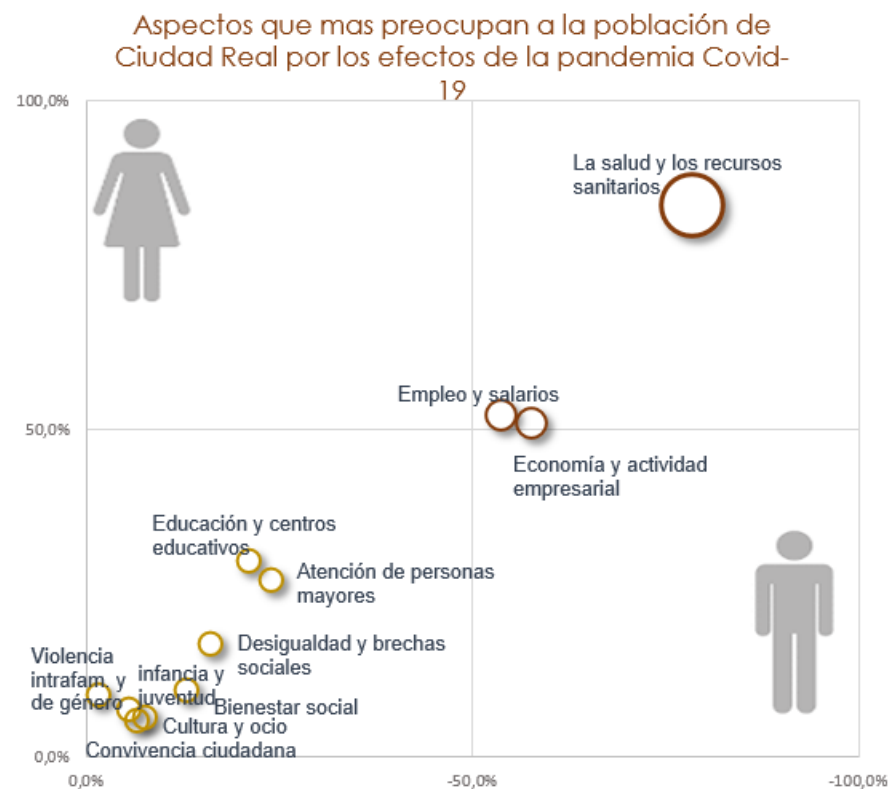 Aspectos que mas preocupan a la población de
Ciudad Real por los efectos de la pandemia Covid-
19
100,0%
La salud y los recursos
sanitarios
Empleo y salarios
50,0%
Economía y actividad
empresarial
Educación y centros
educativos
Atención de personas
mayores
Desigualdad y brechas
sociales
Violencia
intrafam. y
de género
infancia y
juventud
Bienestar social
Cultura y ocio
Convivencia ciudadana
0,0%
0,0%
-50,0%
-100,0%